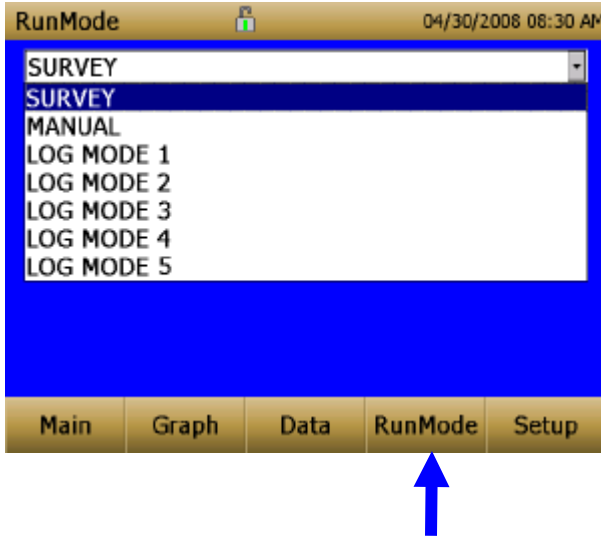 RunMode 04/30/2008 08:30 AM
SURVEY
SURVEY
MANUAL
LOG MODE 1
LOG MODE 2
LOG MODE 3
LOG MODE 4
LOG MODE 5
Main Graph Data RunMode Setup